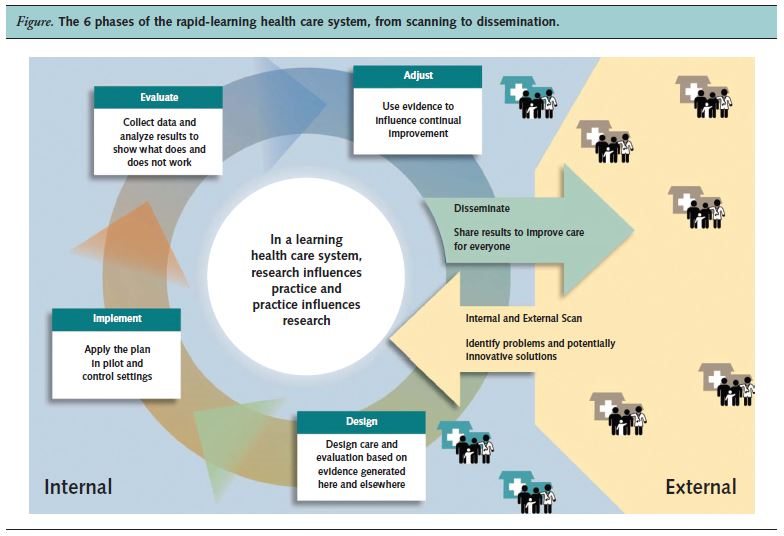 Figure. The 6 phases of the rapid-learning health care system, from scanning to dissemination.
Evaluate
Collect data and
analyze results to
show what does and
does not work
Adjust
Use evidence to
influence continual
improvement
Disseminate
Share results to improve care
for everyone
In a learning
health care system,
research influences
practice and
practice influences
research
Internal and External Scan
Identify problems and potentially
innovative solutions
Implement
Apply the plan
in pilot and
control settings
Design
Design care and
evaluation based on
evidence generated
here and elsewhere
Internal
External